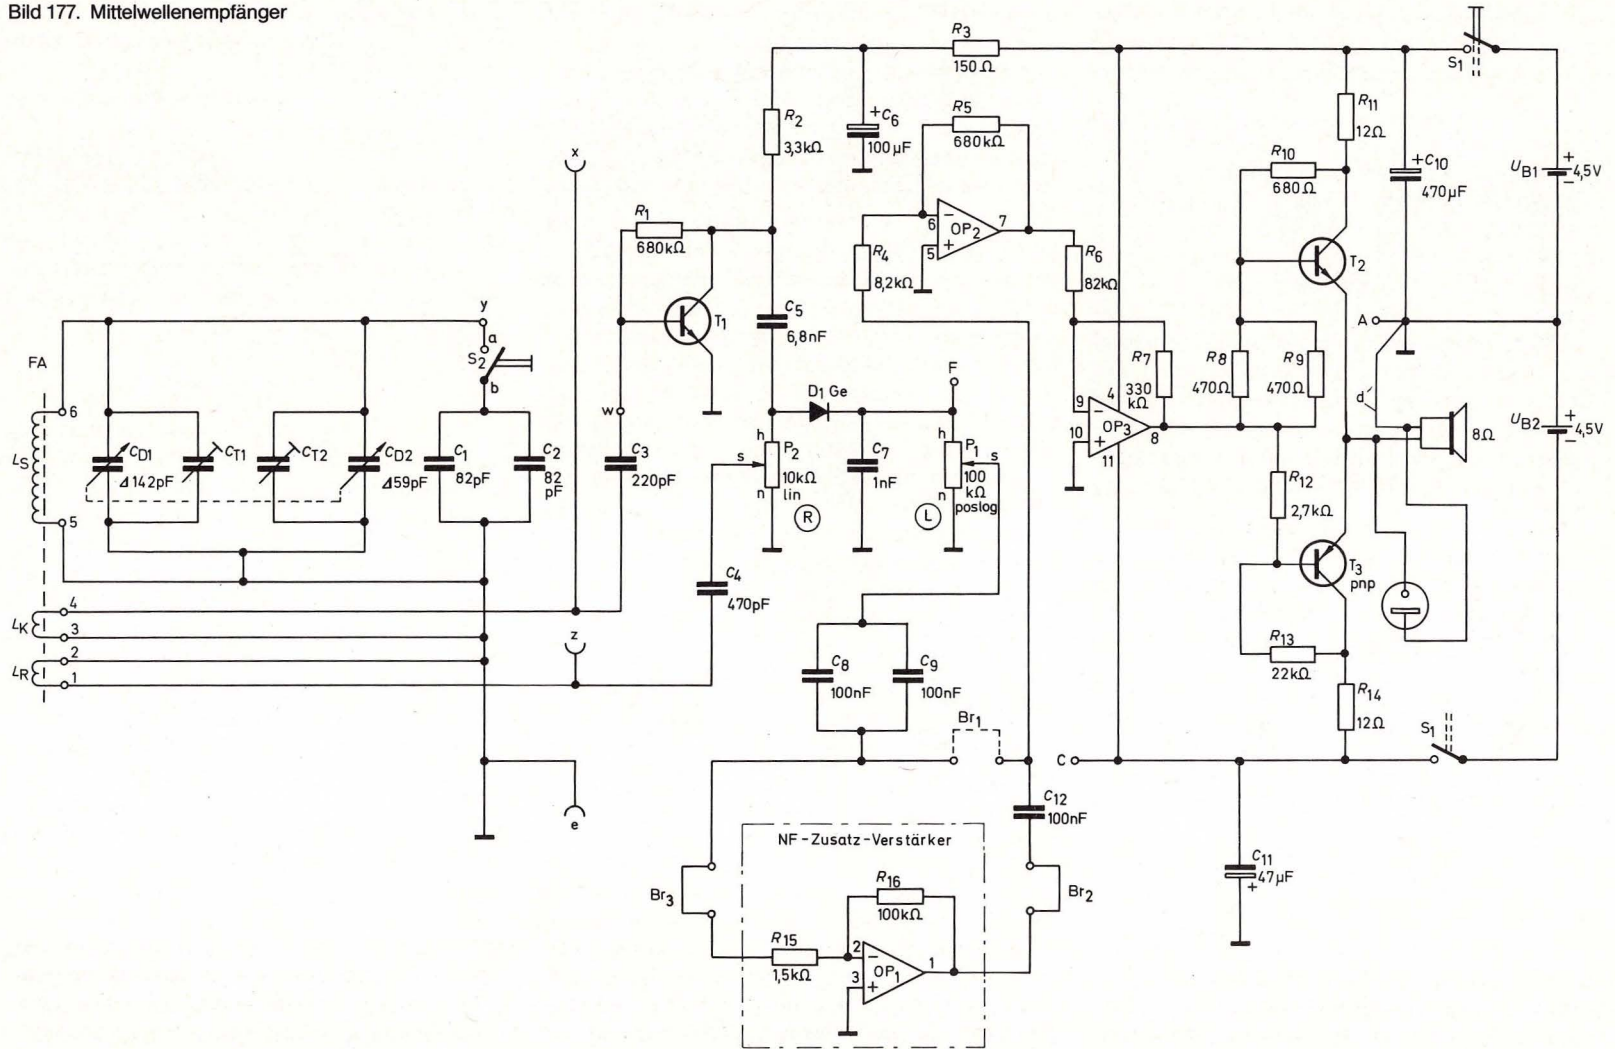 Bild 177. Mittelwellenempfänger
R3
150Ω
S1
R2
3,3kΩ
+C6
100µF
R5
680kΩ
R11
12Ω
R10
680Ω
+C10
470µF
UB1
+
4,5V
−
x
R1
680kΩ
−
6
OP2
7
+
5
R4
8,2kΩ
R6
82kΩ
T2
y
a
S2
b
T1
C5
6,8nF
A
FA
6
LS
5
CD1
Δ142pF
CT1
CT2
CD2
Δ59pF
C1
82pF
C2
82
pF
w
C3
220pF
D1 Ge
F
h
P2
s
10kΩ
n
lin
R
C7
1nF
h
P1
s
100
kΩ
n
poslog
L
R7
330
kΩ
9
−
4
OP3
10
+
11
8
R8
470Ω
R9
470Ω
d'
8Ω
UB2
+
4,5V
−
R12
2,7kΩ
T3
pnp
C4
470pF
4
LK
3
2
LR
1
z
R13
22kΩ
C8
100nF
C9
100nF
R14
12Ω
Br1
C
S1
e
C12
100nF
NF-Zusatz-Verstärker
C11
47µF
+
Br3
R16
100kΩ
Br2
R15
1,5kΩ
2
−
OP1
1
3
+